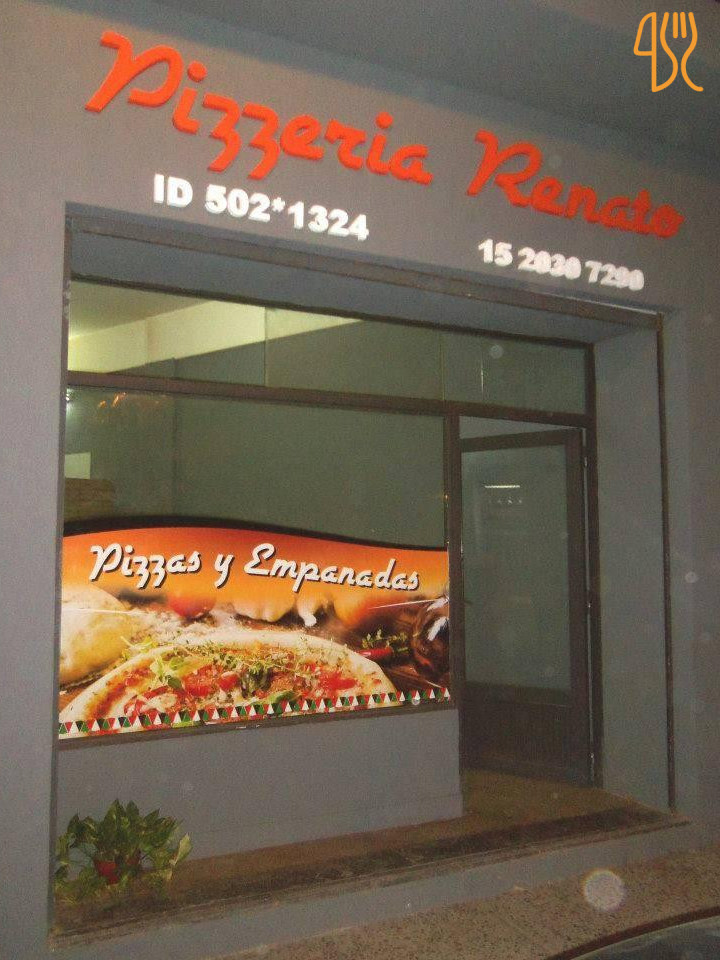 Pizzeria Renato
ID 502*1324
15 2030 7290
Pizzas y Empanadas